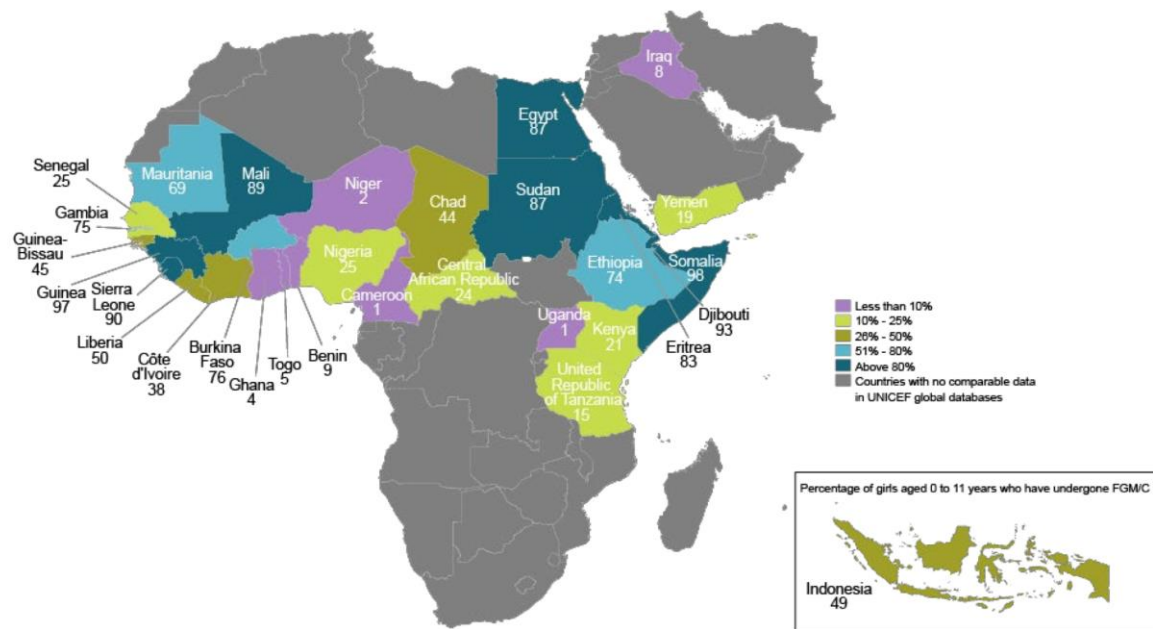 Iraq
8
Egypt
87
Senegal
25
Mauritania
69
Mali
89
Niger
2
Chad
44
Sudan
87
Yemen
19
Gambia
75
Guinea-
Bissau
45
Nigeria
25
Central
African Republic
24
Ethiopia
74
Somalia
98
Guinea
97
Sierra
Leone
90
Cameroon
1
Uganda
1
Kenya
21
Djibouti
93
Liberia
50
Côte
d'Ivoire
38
Burkina
Faso
76
Ghana
4
Togo
5
Benin
9
Eritrea
83
United
Republic
of Tanzania
15
Less than 10%
10% - 25%
26% - 50%
51% - 80%
Above 80%
Countries with no comparable data
in UNICEF global databases
Percentage of girls aged 0 to 11 years who have undergone FGM/C
Indonesia
49